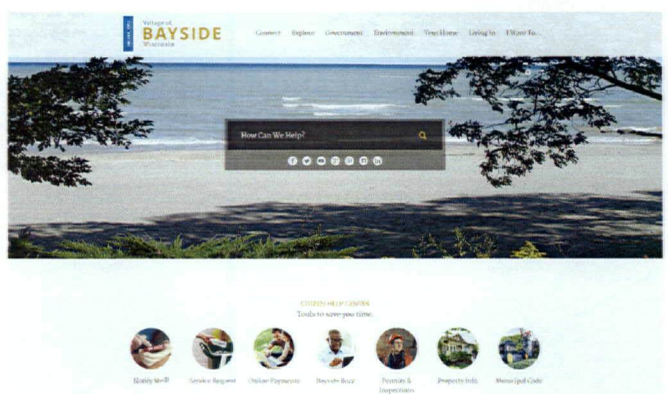 Village of
BAYSIDE
Wisconsin
Connect Explore Government Environment Your Home Living In I Want To...
How Can We Help?
CITIZEN HELP CENTER
Tools to save you time.
Notify Me® Service Request Online Payments Bayside Buzz Permits & Inspections Property Info Municipal Code